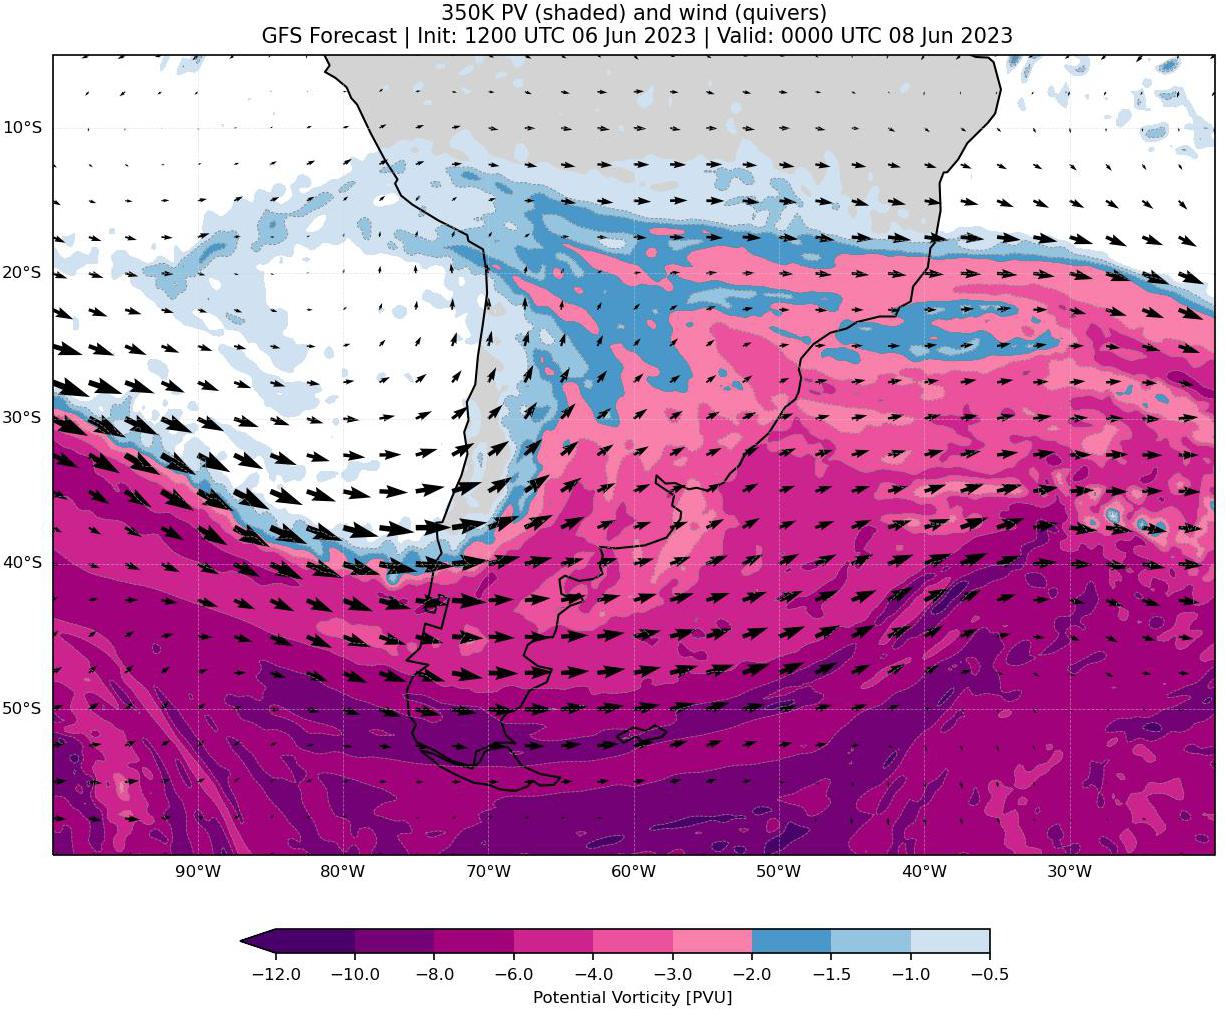 350K PV (shaded) and wind (quivers)
GFS Forecast | Init: 1200 UTC 06 Jun 2023 | Valid: 0000 UTC 08 Jun 2023
10°S
20°S
30°S
40°S
50°S
90°W 80°W 70°W 60°W 50°W 40°W 30°W
−12.0 −10.0 −8.0 −6.0 −4.0 −3.0 −2.0 −1.5 −1.0 −0.5
Potential Vorticity [PVU]